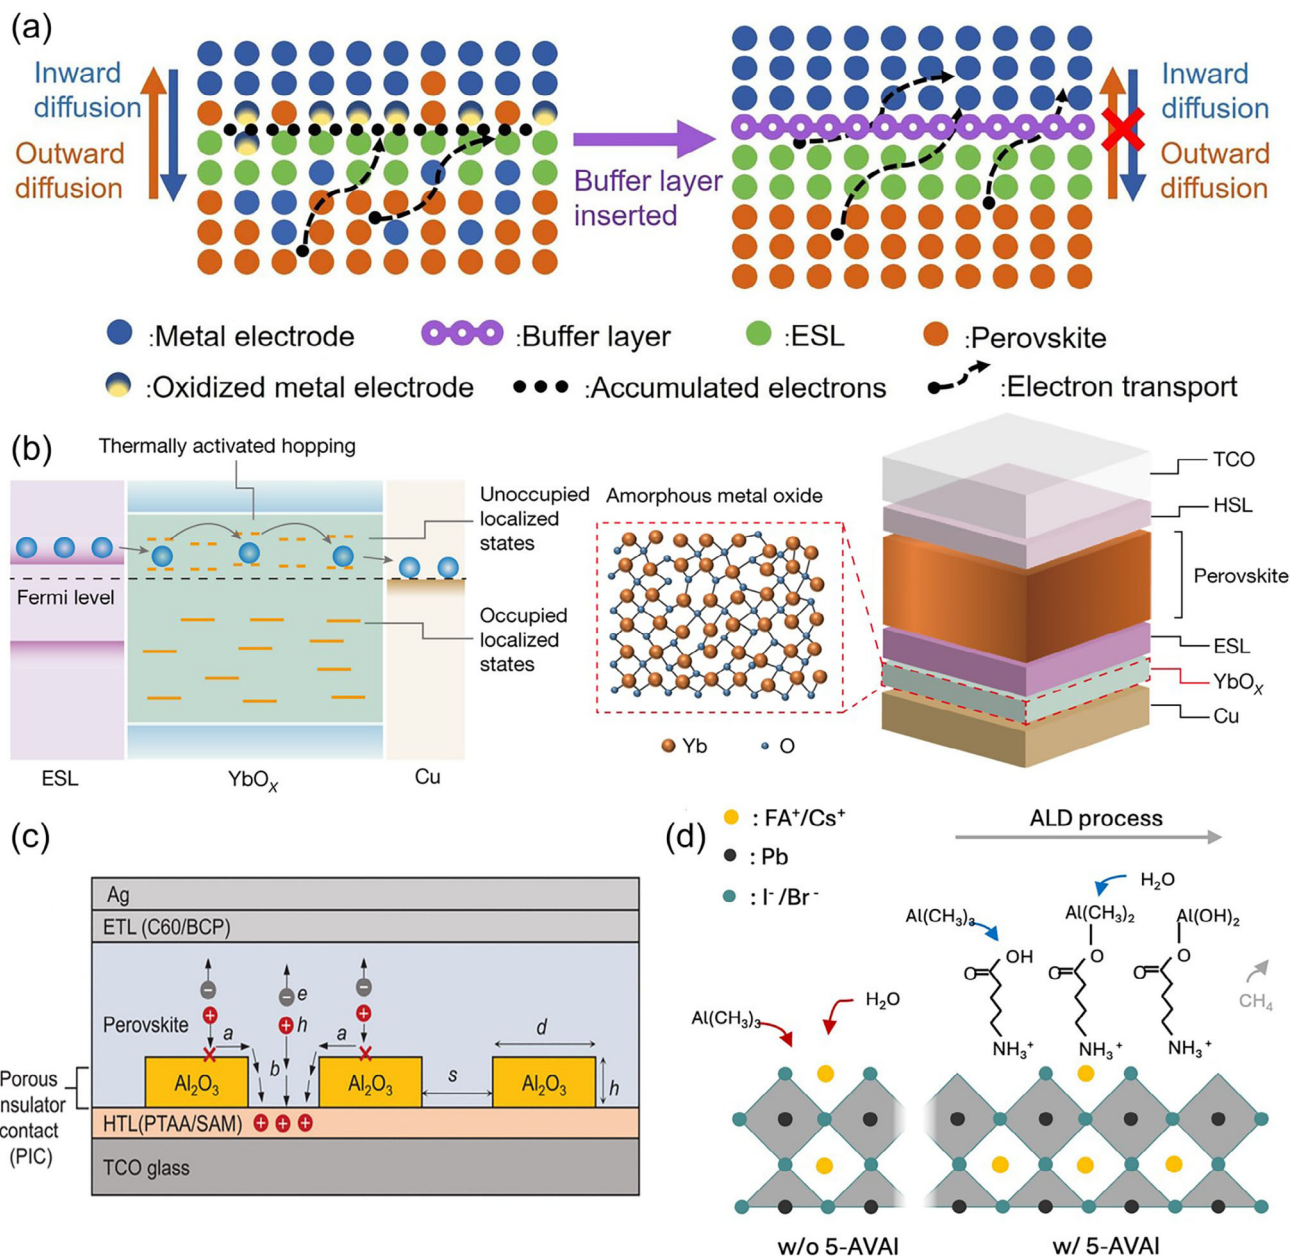 (a)
Inward
diffusion
Outward
diffusion
Buffer layer
inserted
Inward
diffusion
Outward
diffusion
:Metal electrode
:Buffer layer
:ESL
:Perovskite
:Oxidized metal electrode
:Accumulated electrons
:Electron transport
(b)
Thermally activated hopping
Unoccupied
localized
states
Fermi level
Occupied
localized
states
ESL
YbOX
Cu
Amorphous metal oxide
Yb
O
TCO
HSL
Perovskite
ESL
YbOX
Cu
(c)
Ag
ETL (C60/BCP)
e
h
Perovskite
a
a
b
d
s
h
Al2O3
Al2O3
Al2O3
Porous
insulator
contact
(PIC)
HTL(PTAA/SAM)
TCO glass
(d)
: FA+/Cs+
: Pb
: I-/Br-
ALD process
H2O
Al(CH3)3
Al(CH3)2
Al(OH)2
OH
O
O
O
O
O
CH4
NH3+
NH3+
NH3+
Al(CH3)3
H2O
w/o 5-AVAI
w/ 5-AVAI